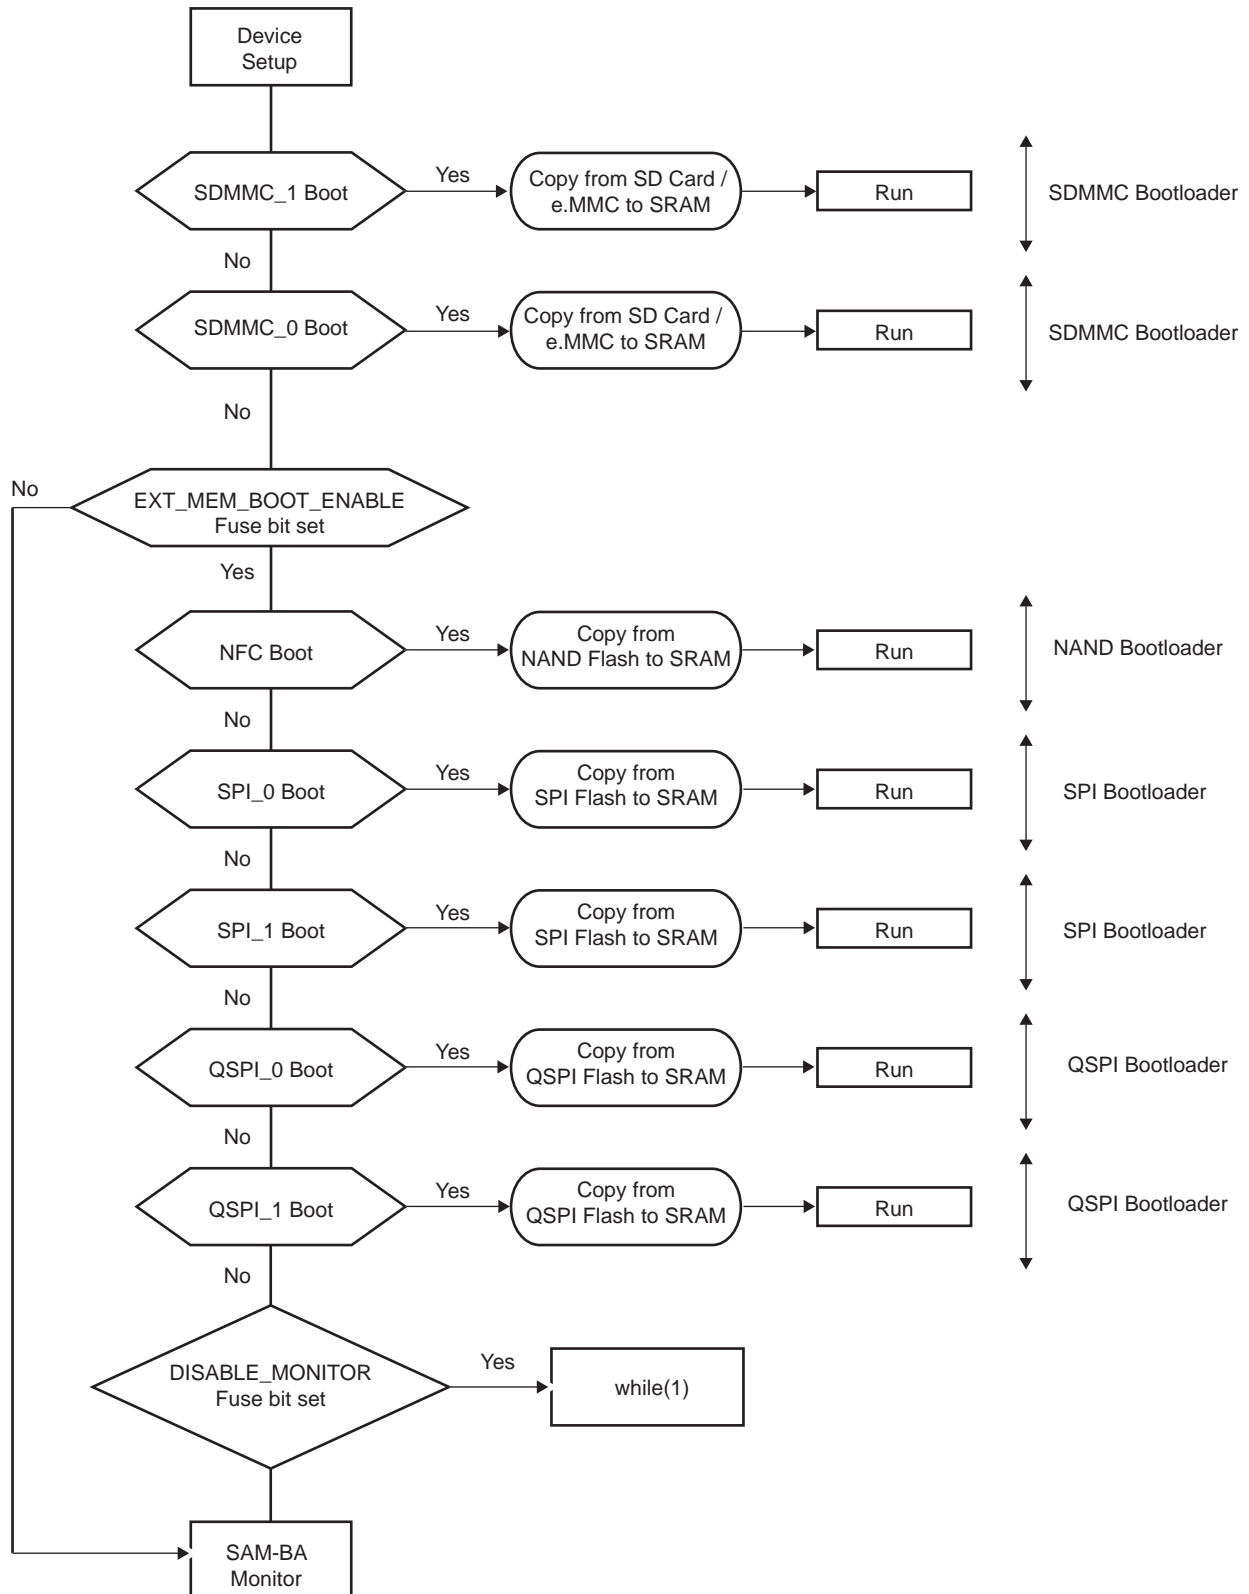 Device
Setup
SDMMC_1 Boot
Yes
Copy from SD Card /
e.MMC to SRAM
Run
SDMMC Bootloader
No
SDMMC_0 Boot
Yes
Copy from SD Card /
e.MMC to SRAM
Run
SDMMC Bootloader
No
No
EXT_MEM_BOOT_ENABLE
Fuse bit set
Yes
NFC Boot
Yes
Copy from
NAND Flash to SRAM
Run
NAND Bootloader
No
SPI_0 Boot
Yes
Copy from
SPI Flash to SRAM
Run
SPI Bootloader
No
SPI_1 Boot
Yes
Copy from
SPI Flash to SRAM
Run
SPI Bootloader
No
QSPI_0 Boot
Yes
Copy from
QSPI Flash to SRAM
Run
QSPI Bootloader
No
QSPI_1 Boot
Yes
Copy from
QSPI Flash to SRAM
Run
QSPI Bootloader
No
DISABLE_MONITOR
Fuse bit set
Yes
while(1)
SAM-BA
Monitor